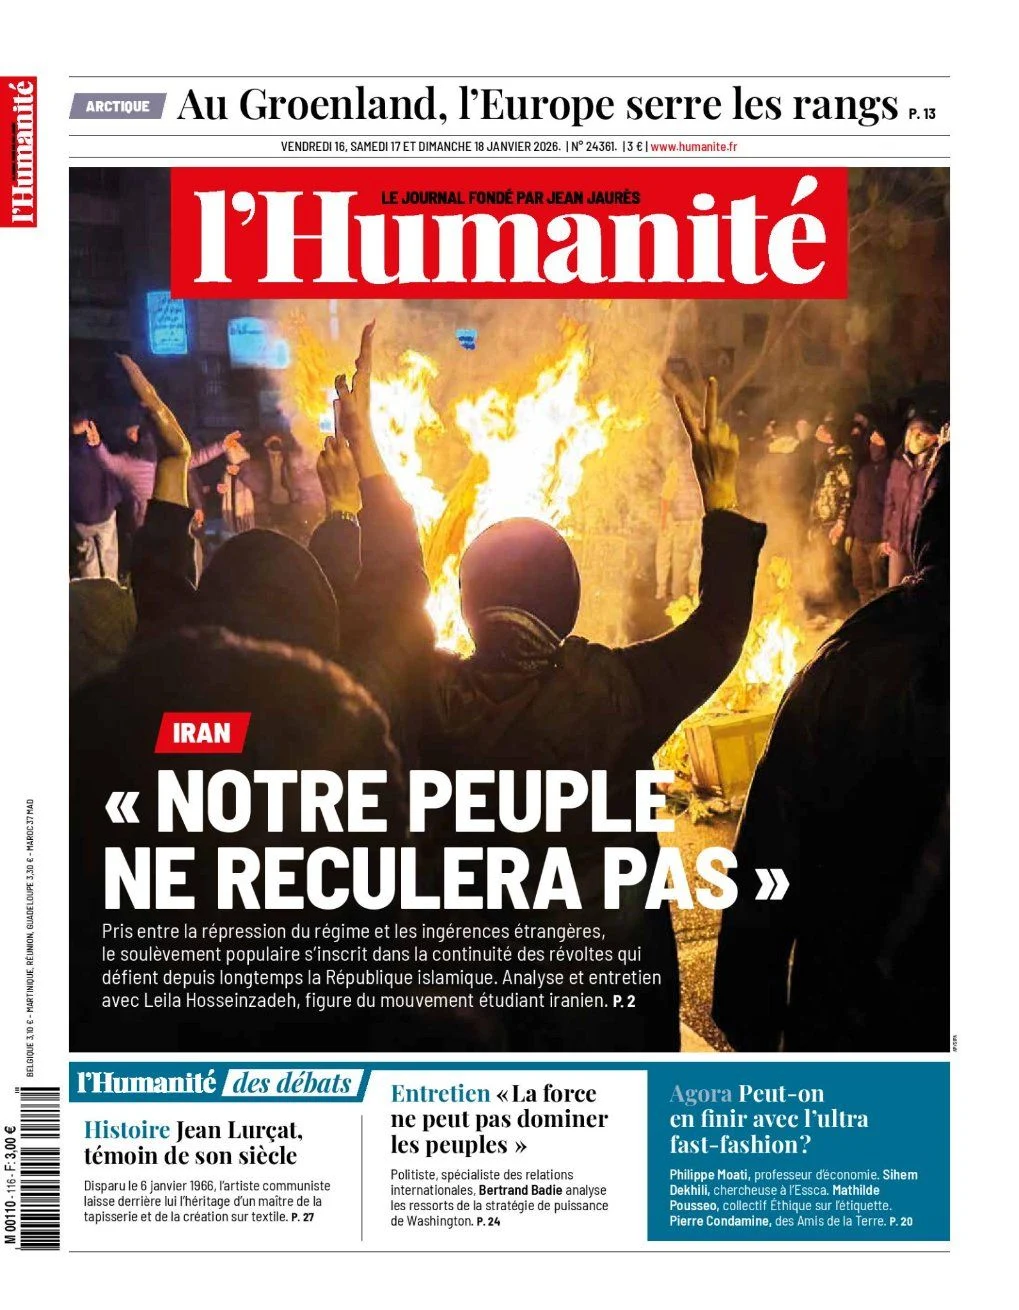 ARCTIQUE Au Groenland, l’Europe serre les rangs P. 13
VENDREDI 16, SAMEDI 17 ET DIMANCHE 18 JANVIER 2026. | N° 24361. | 3 € | www.humanite.fr
l’Humanité
LE JOURNAL FONDÉ PAR JEAN JAURÈS
l’Humanité
IRAN
« NOTRE PEUPLE
NE RECULERA PAS »
Pris entre la répression du régime et les ingérences étrangères,
le soulèvement populaire s’inscrit dans la continuité des révoltes qui
défient depuis longtemps la République islamique. Analyse et entretien
avec Leila Hosseinzadeh, figure du mouvement étudiant iranien. P. 2
l’Humanité des débats
Histoire Jean Lurçat,
témoin de son siècle
Disparu le 6 janvier 1966, l’artiste communiste
laisse derrière lui l’héritage d’un maître de la
tapisserie et de la création sur textile. P. 27
Entretien « La force
ne peut pas dominer
les peuples »
Politiste, spécialiste des relations
internationales, Bertrand Badie analyse
les ressorts de la stratégie de puissance
de Washington. P. 24
Agora Peut-on
en finir avec l’ultra
fast-fashion ?
Philippe Moati, professeur d’économie. Sihem
Dekhili, chercheuse à l’Essca. Mathilde
Pousseo, collectif Éthique sur l’étiquette.
Pierre Condamine, des Amis de la Terre. P. 20
BELGIQUE 3,10 € - MARTINIQUE, RÉUNION, GUADELOUPE 3,30 € - MAROC 37 MAD
M 00110 - 116 - F: 3,00 €